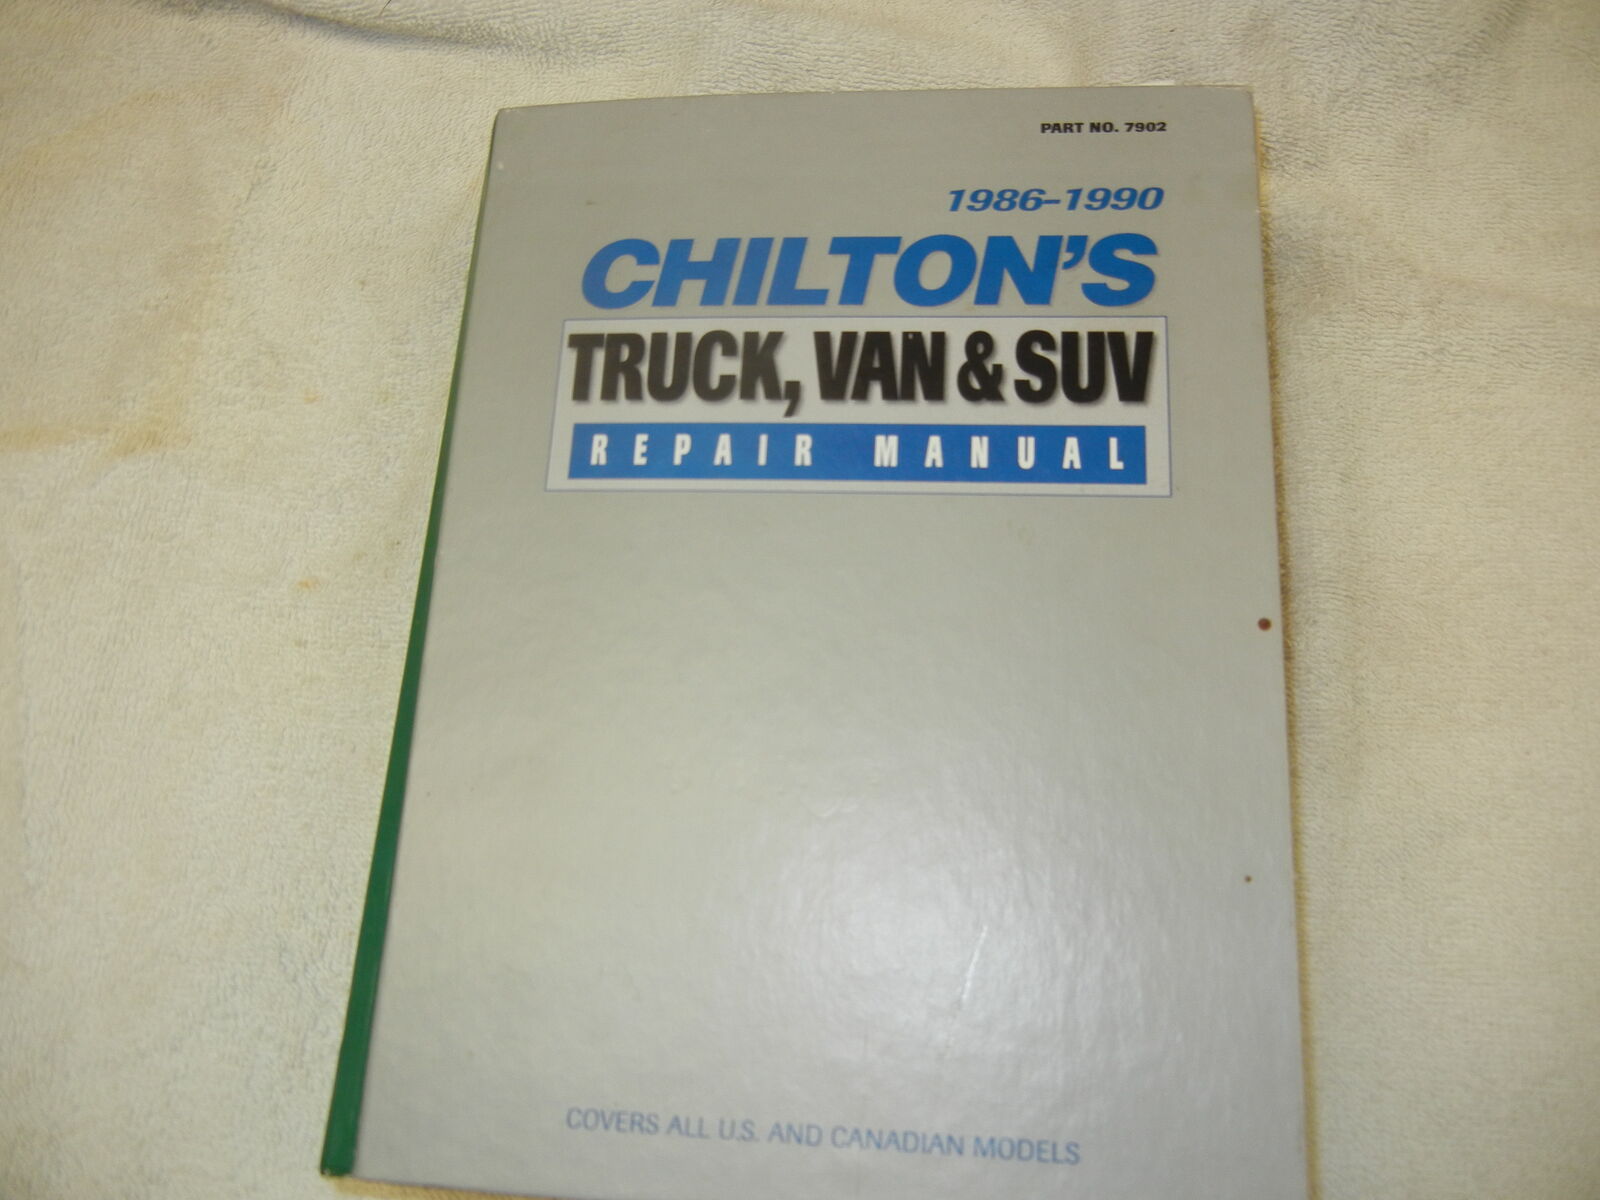 PART NO. 7902
1986-1990
CHILTON'S
TRUCK, VAN & SUV
REPAIR MANUAL
COVERS ALL U.S. AND CANADIAN MODELS